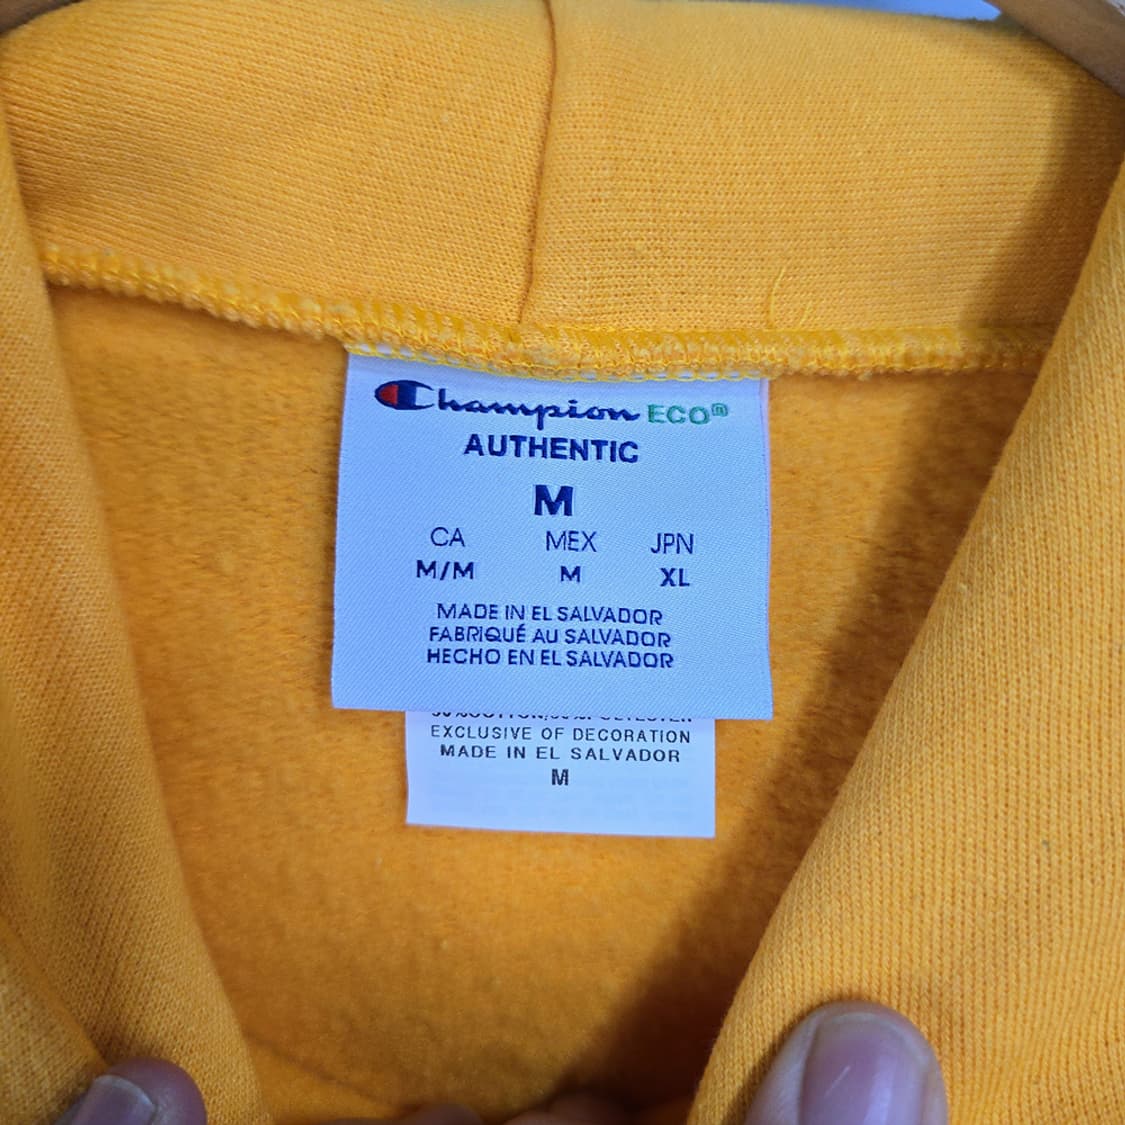 Champion ECO®
AUTHENTIC
M
CA MEX JPN
M/M M XL
MADE IN EL SALVADOR
FABRIQUÉ AU SALVADOR
HECHO EN EL SALVADOR
EXCLUSIVE OF DECORATION
MADE IN EL SALVADOR
M